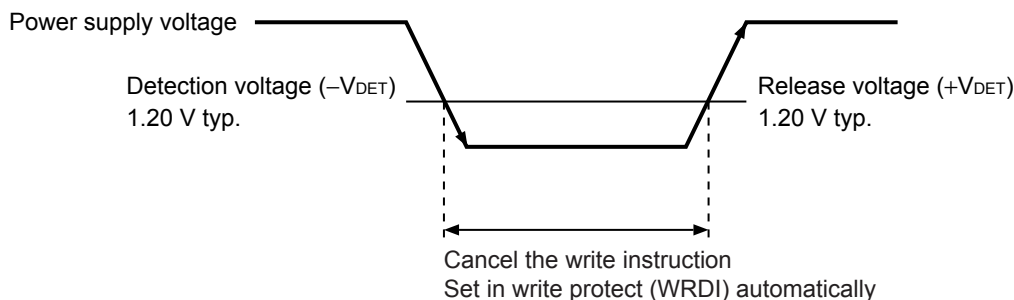 Power supply voltage
Detection voltage (−VDET)
1.20 V typ.
Release voltage (+VDET)
1.20 V typ.
Cancel the write instruction
Set in write protect (WRDI) automatically